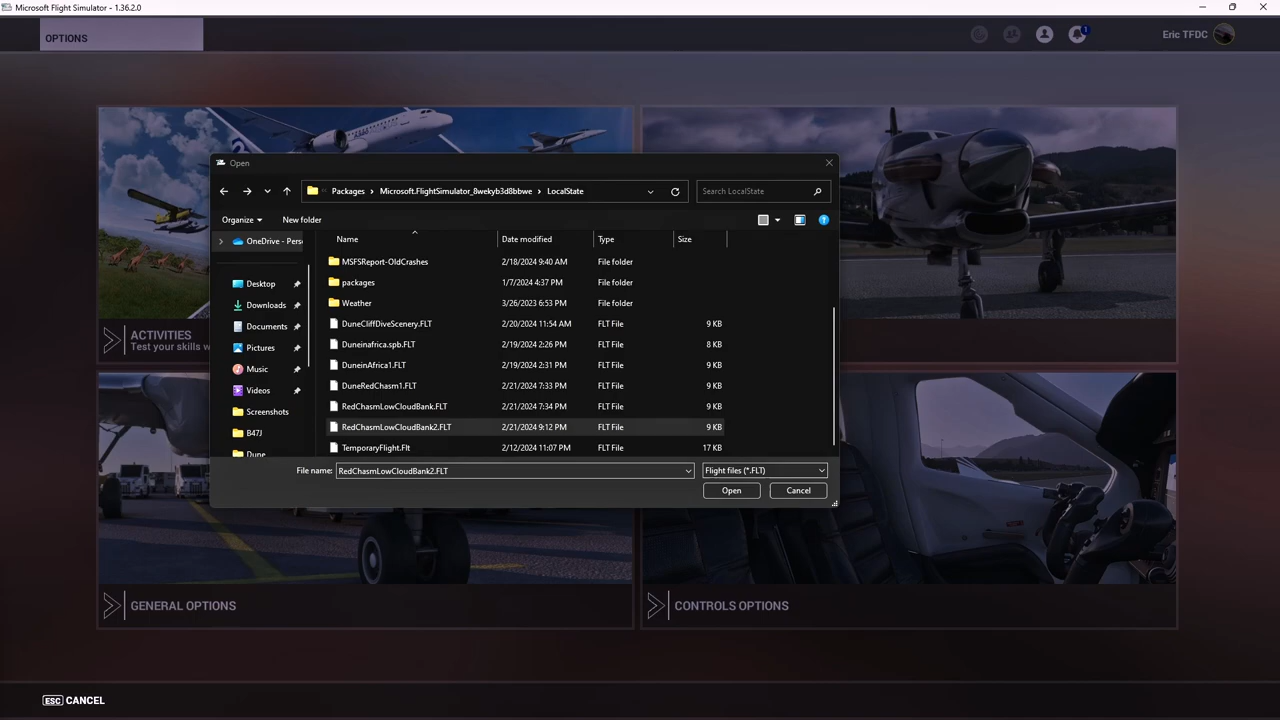 Microsoft Flight Simulator - 1.36.2.0
OPTIONS
1
Eric TFDC
Open
Packages > Microsoft.FlightSimulator_8wekyb3d8bbwe > LocalState
Search LocalState
Organize
New folder
OneDrive - Pers
Desktop
Downloads
Documents
Pictures
Music
Videos
Screenshots
B47J
Dune
Name Date modified Type Size
MSFSReport-OldCrashes 2/18/2024 9:40 AM File folder
packages 1/7/2024 4:37 PM File folder
Weather 3/26/2023 6:53 PM File folder
DuneCliffDiveScenery.FLT 2/20/2024 11:54 AM FLT File 9 KB
Duneinafrica.spb.FLT 2/19/2024 2:26 PM FLT File 8 KB
DuneinAfrica1.FLT 2/19/2024 2:31 PM FLT File 9 KB
DuneRedChasm1.FLT 2/21/2024 7:33 PM FLT File 9 KB
RedChasmLowCloudBank.FLT 2/21/2024 7:34 PM FLT File 9 KB
RedChasmLowCloudBank2.FLT 2/21/2024 9:12 PM FLT File 9 KB
TemporaryFlight.Flt 2/12/2024 11:07 PM FLT File 17 KB
File name: RedChasmLowCloudBank2.FLT Flight files (*.FLT)
Open Cancel
ACTIVITIES
Test your skills w
GENERAL OPTIONS
CONTROLS OPTIONS
ESC CANCEL